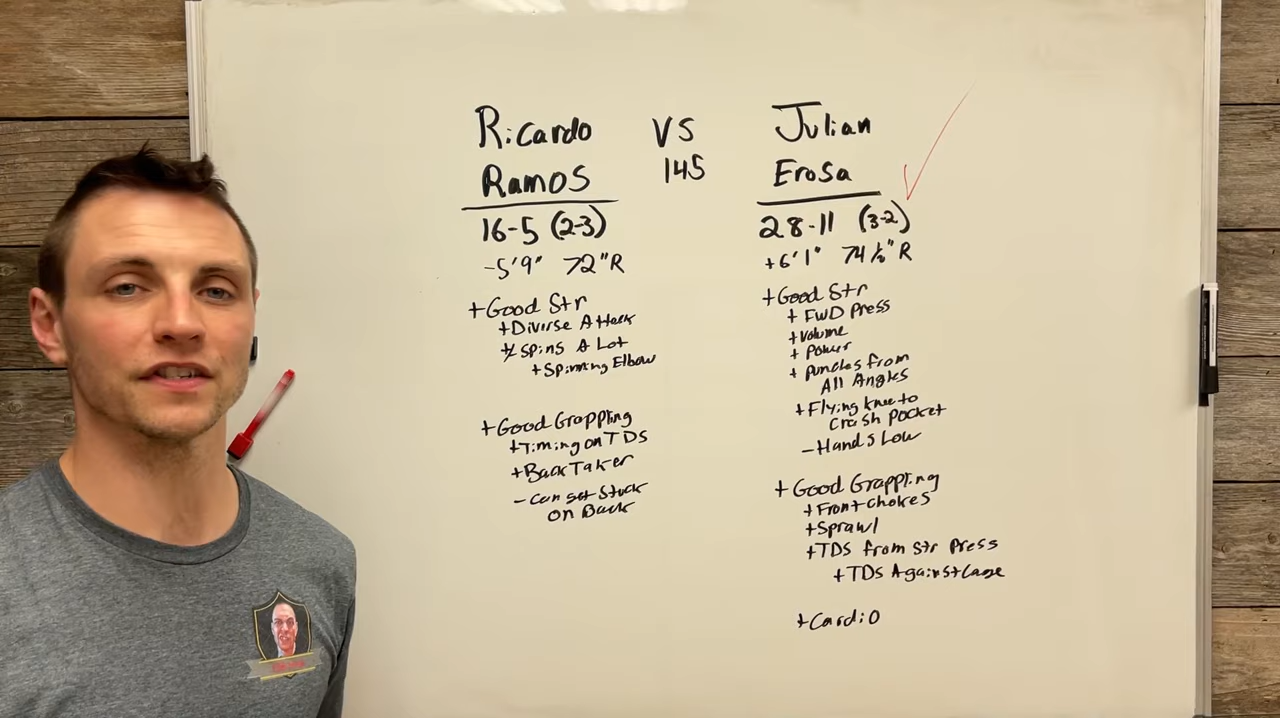 Ricardo
Ramos
16-5 (2-3)
-5'9" 72"R
+Good Str
+Diverse Attack
+/- Spins A Lot
+Spinning Elbow
+Good Grappling
+Timing on TDS
+Back Taker
-Can get Stuck
on Back
VS
145
Julian
Erosa
28-11 (3-2)
+6'1" 74½"R
+Good Str
+ FWD Press
+Volume
+ Power
+ Punches from
All Angles
+Flying knee to
Crash Pocket
-Hands Low
+ Good Grappling
+Front Chokes
+Sprawl
+TDS from Str Press
+TDS Against Cage
+Cardio